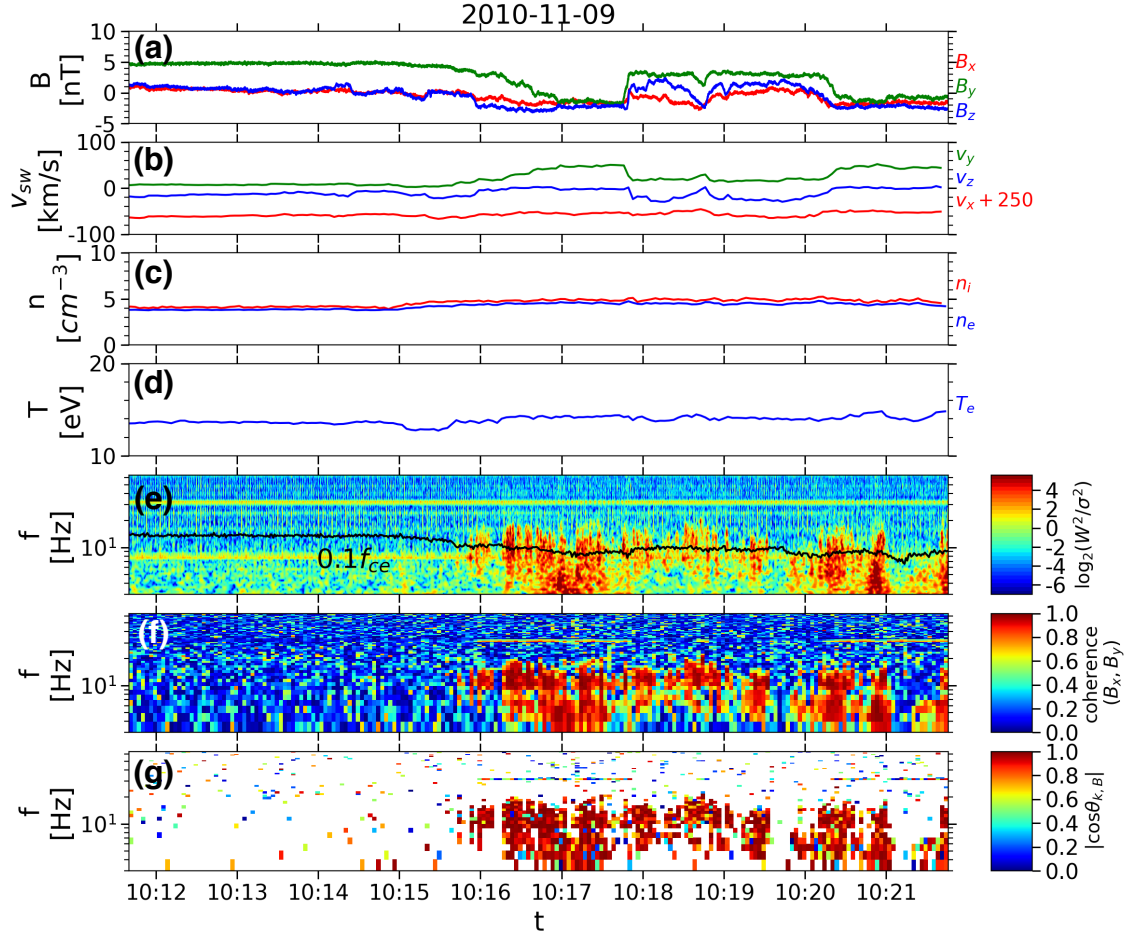 2010-11-09
(a)
B
[nT]
10
5
0
-5
B_x
B_y
B_z
(b)
v_sw
[km/s]
100
0
-100
v_y
v_z
v_x + 250
(c)
n
[cm^−3]
10
5
0
n_i
n_e
(d)
T
[eV]
20
10
T_e
(e)
f
[Hz]
10^1
0.1f_ce
4
2
0
-2
-4
-6
log_2(W^2/σ^2)
(f)
f
[Hz]
10^1
1.0
0.8
0.6
0.4
0.2
0.0
coherence
(B_x, B_y)
(g)
f
[Hz]
10^1
1.0
0.8
0.6
0.4
0.2
0.0
|cosθ_k,B|
10:12 10:13 10:14 10:15 10:16 10:17 10:18 10:19 10:20 10:21
t